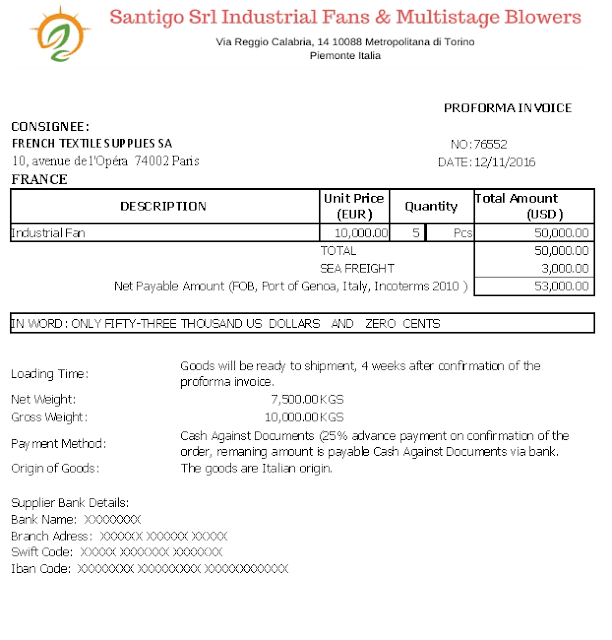 Santigo Srl Industrial Fans & Multistage Blowers
Via Reggio Calabria, 14 10088 Metropolitana di Torino
Piemonte Italia
PROFORMA INVOICE
CONSIGNEE:
FRENCH TEXTILE SUPPLIES SA
NO: 76552
10, avenue de l'Opéra 74002 Paris
DATE: 12/11/2016
FRANCE
DESCRIPTION Unit Price (EUR) Quantity Total Amount (USD)
Industrial Fan 10,000.00 5 Pcs 50,000.00
TOTAL 50,000.00
SEA FREIGHT 3,000.00
Net Payable Amount (FOB, Port of Genoa, Italy, Incoterms 2010 ) 53,000.00
IN WORD: ONLY FIFTY-THREE THOUSAND US DOLLARS AND ZERO CENTS
Loading Time: Goods will be ready to shipment, 4 weeks after confirmation of the
proforma invoice.
Net Weight: 7,500.00 KGS
Gross Weight: 10,000.00 KGS
Payment Method: Cash Against Documents (25% advance payment on confirmation of the
order, remaning amount is payable Cash Against Documents via bank.
Origin of Goods: The goods are Italian origin.
Supplier Bank Details:
Bank Name: XXXXXXXX
Branch Adress: XXXXXX XXXXXX XXXXX
Swift Code: XXXXX XXXXXXX XXXXXXX
Iban Code: XXXXXXXX XXXXXXXXX XXXXXXXXXXXX